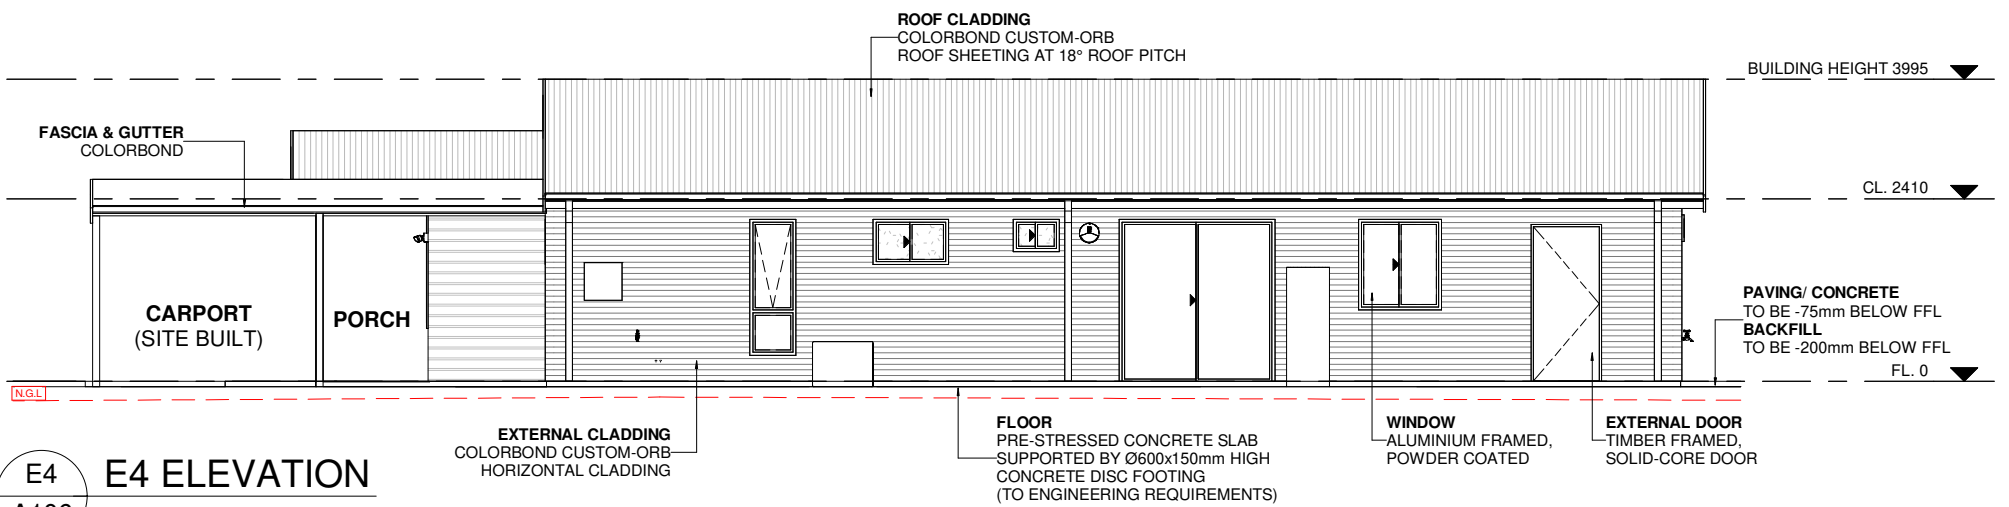 ROOF CLADDING
COLORBOND CUSTOM-ORB
ROOF SHEETING AT 18° ROOF PITCH
BUILDING HEIGHT 3995
FASCIA & GUTTER
COLORBOND
CL. 2410
CARPORT
(SITE BUILT)
PORCH
PAVING/ CONCRETE
TO BE -75mm BELOW FFL
BACKFILL
TO BE -200mm BELOW FFL
FL. 0
N.G.L
EXTERNAL CLADDING
COLORBOND CUSTOM-ORB
HORIZONTAL CLADDING
FLOOR
PRE-STRESSED CONCRETE SLAB
SUPPORTED BY Ø600x150mm HIGH
CONCRETE DISC FOOTING
(TO ENGINEERING REQUIREMENTS)
WINDOW
ALUMINIUM FRAMED,
POWDER COATED
EXTERNAL DOOR
TIMBER FRAMED,
SOLID-CORE DOOR
E4
E4 ELEVATION